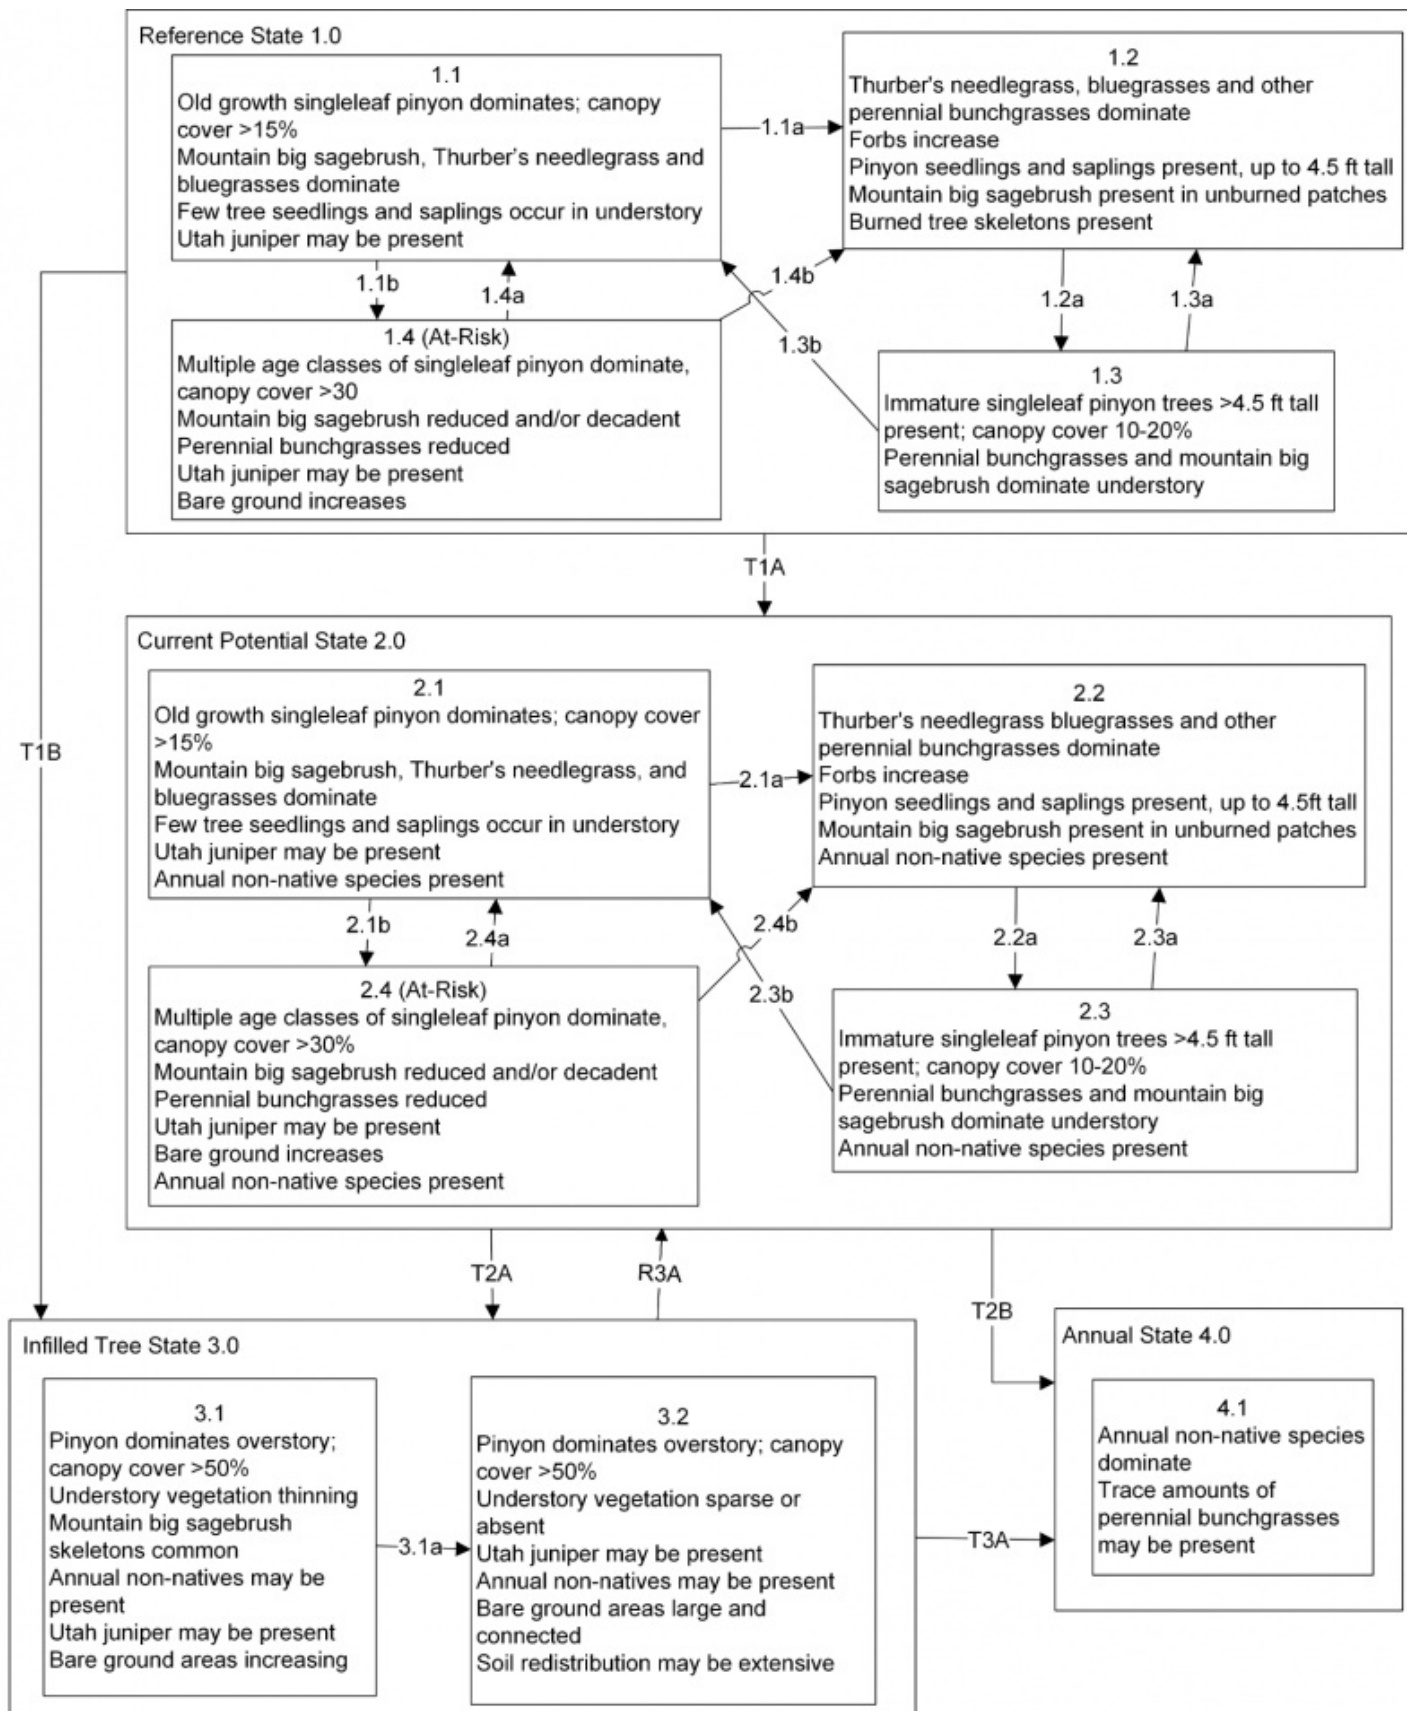 Reference State 1.0
1.1
Old growth singleleaf pinyon dominates; canopy
cover >15%
Mountain big sagebrush, Thurber's needlegrass and
bluegrasses dominate
Few tree seedlings and saplings occur in understory
Utah juniper may be present
1.1a
1.2
Thurber's needlegrass, bluegrasses and other
perennial bunchgrasses dominate
Forbs increase
Pinyon seedlings and saplings present, up to 4.5 ft tall
Mountain big sagebrush present in unburned patches
Burned tree skeletons present
1.1b
1.4a
1.4b
1.3b
1.2a
1.3a
1.4 (At-Risk)
Multiple age classes of singleleaf pinyon dominate,
canopy cover >30
Mountain big sagebrush reduced and/or decadent
Perennial bunchgrasses reduced
Utah juniper may be present
Bare ground increases
1.3
Immature singleleaf pinyon trees >4.5 ft tall
present; canopy cover 10-20%
Perennial bunchgrasses and mountain big
sagebrush dominate understory
T1A
T1B
Current Potential State 2.0
2.1
Old growth singleleaf pinyon dominates; canopy cover
>15%
Mountain big sagebrush, Thurber's needlegrass, and
bluegrasses dominate
Few tree seedlings and saplings occur in understory
Utah juniper may be present
Annual non-native species present
2.1a
2.2
Thurber's needlegrass bluegrasses and other
perennial bunchgrasses dominate
Forbs increase
Pinyon seedlings and saplings present, up to 4.5ft tall
Mountain big sagebrush present in unburned patches
Annual non-native species present
2.1b
2.4a
2.4b
2.3b
2.2a
2.3a
2.4 (At-Risk)
Multiple age classes of singleleaf pinyon dominate,
canopy cover >30%
Mountain big sagebrush reduced and/or decadent
Perennial bunchgrasses reduced
Utah juniper may be present
Bare ground increases
Annual non-native species present
2.3
Immature singleleaf pinyon trees >4.5 ft tall
present; canopy cover 10-20%
Perennial bunchgrasses and mountain big
sagebrush dominate understory
Annual non-native species present
T2A
R3A
T2B
Infilled Tree State 3.0
3.1
Pinyon dominates overstory;
canopy cover >50%
Understory vegetation thinning
Mountain big sagebrush
skeletons common
Annual non-natives may be
present
Utah juniper may be present
Bare ground areas increasing
3.1a
3.2
Pinyon dominates overstory; canopy
cover >50%
Understory vegetation sparse or
absent
Utah juniper may be present
Annual non-natives may be present
Bare ground areas large and
connected
Soil redistribution may be extensive
T3A
Annual State 4.0
4.1
Annual non-native species
dominate
Trace amounts of
perennial bunchgrasses
may be present